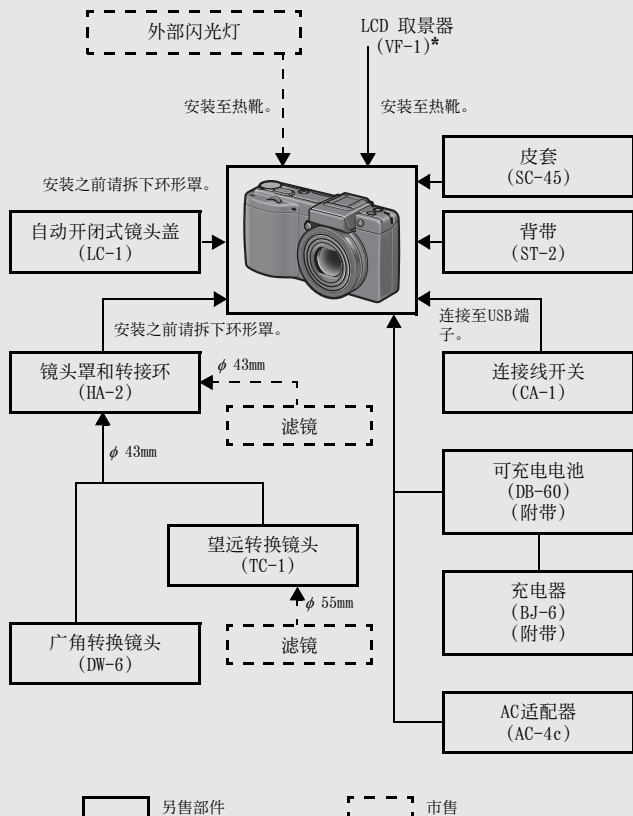 外部闪光灯
LCD 取景器
(VF-1)*
安装至热靴。
安装至热靴。
皮套
(SC-45)
安装之前请拆下环形罩。
自动开闭式镜头盖
(LC-1)
背带
(ST-2)
安装之前请拆下环形罩。
连接至USB端
子。
镜头罩和转接环
(HA-2)
φ 43mm
滤镜
连接线开关
(CA-1)
φ 43mm
可充电电池
(DB-60)
(附带)
望远转换镜头
(TC-1)
φ 55mm
滤镜
充电器
(BJ-6)
(附带)
广角转换镜头
(DW-6)
AC适配器
(AC-4c)
另售部件
市售